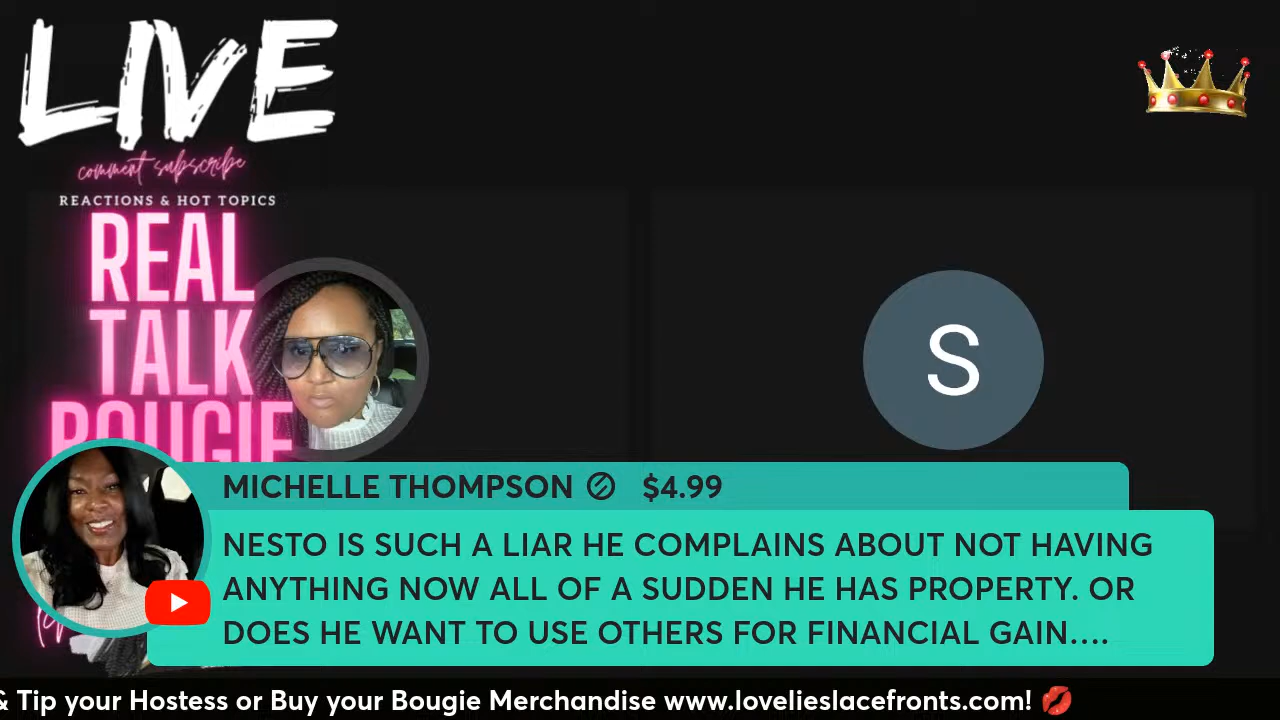 LIVE
comment subscribe
REACTIONS & HOT TOPICS
REAL
TALK
BOUGIE
S
MICHELLE THOMPSON $4.99
NESTO IS SUCH A LIAR HE COMPLAINS ABOUT NOT HAVING
ANYTHING NOW ALL OF A SUDDEN HE HAS PROPERTY. OR
DOES HE WANT TO USE OTHERS FOR FINANCIAL GAIN....
& Tip your Hostess or Buy your Bougie Merchandise www.lovelieslacefronts.com! 💋